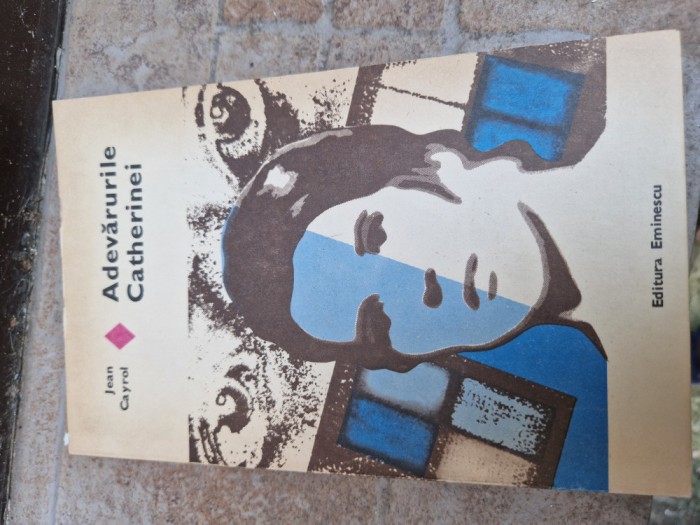 Jean
Cayrol
Adevărurile
Catherinei
Editura Eminescu